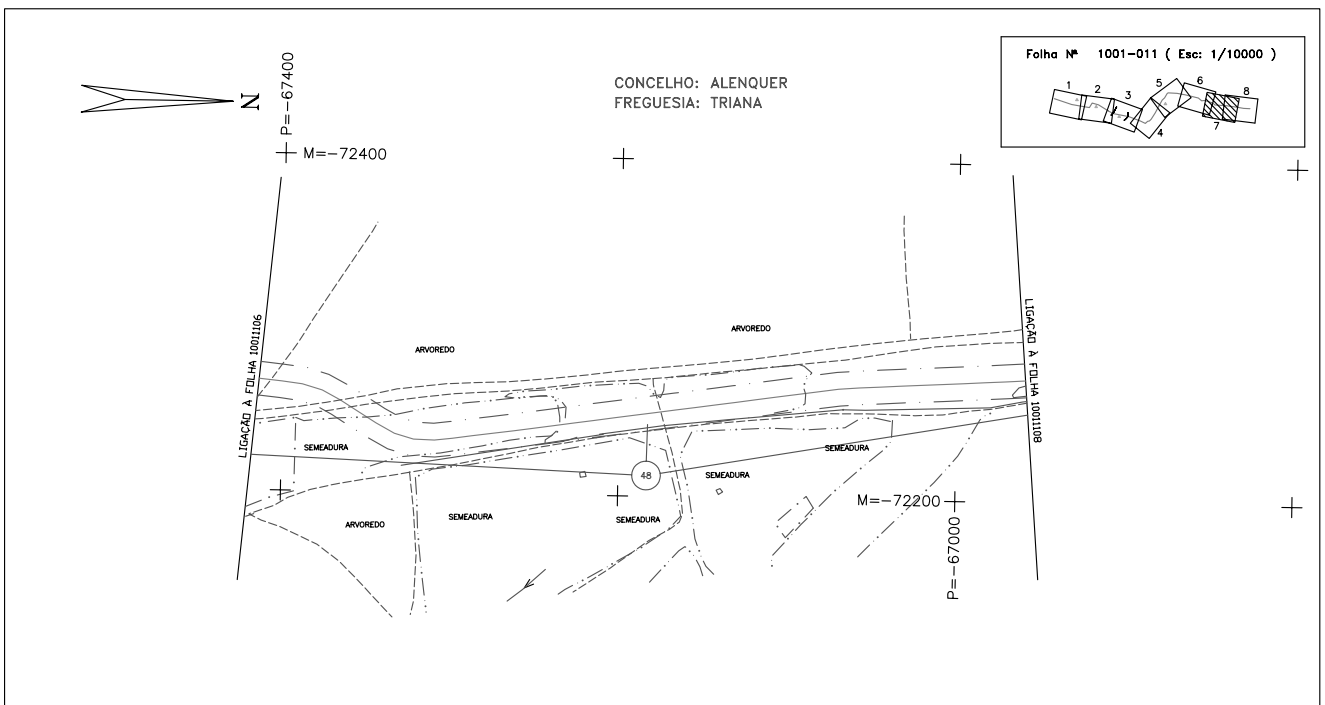 CONCELHO: ALENQUER
FREGUESIA: TRIANA
Folha Nº 1001-011 ( Esc: 1/10000 )
1
2
3
4
5
6
7
8
N
P=-67400
M=-72400
LIGAÇÃO À FOLHA 10011106
LIGAÇÃO À FOLHA 10011108
ARVOREDO
ARVOREDO
SEMEADURA
SEMEADURA
48
SEMEADURA
M=-72200
ARVOREDO
SEMEADURA
SEMEADURA
P=-67000